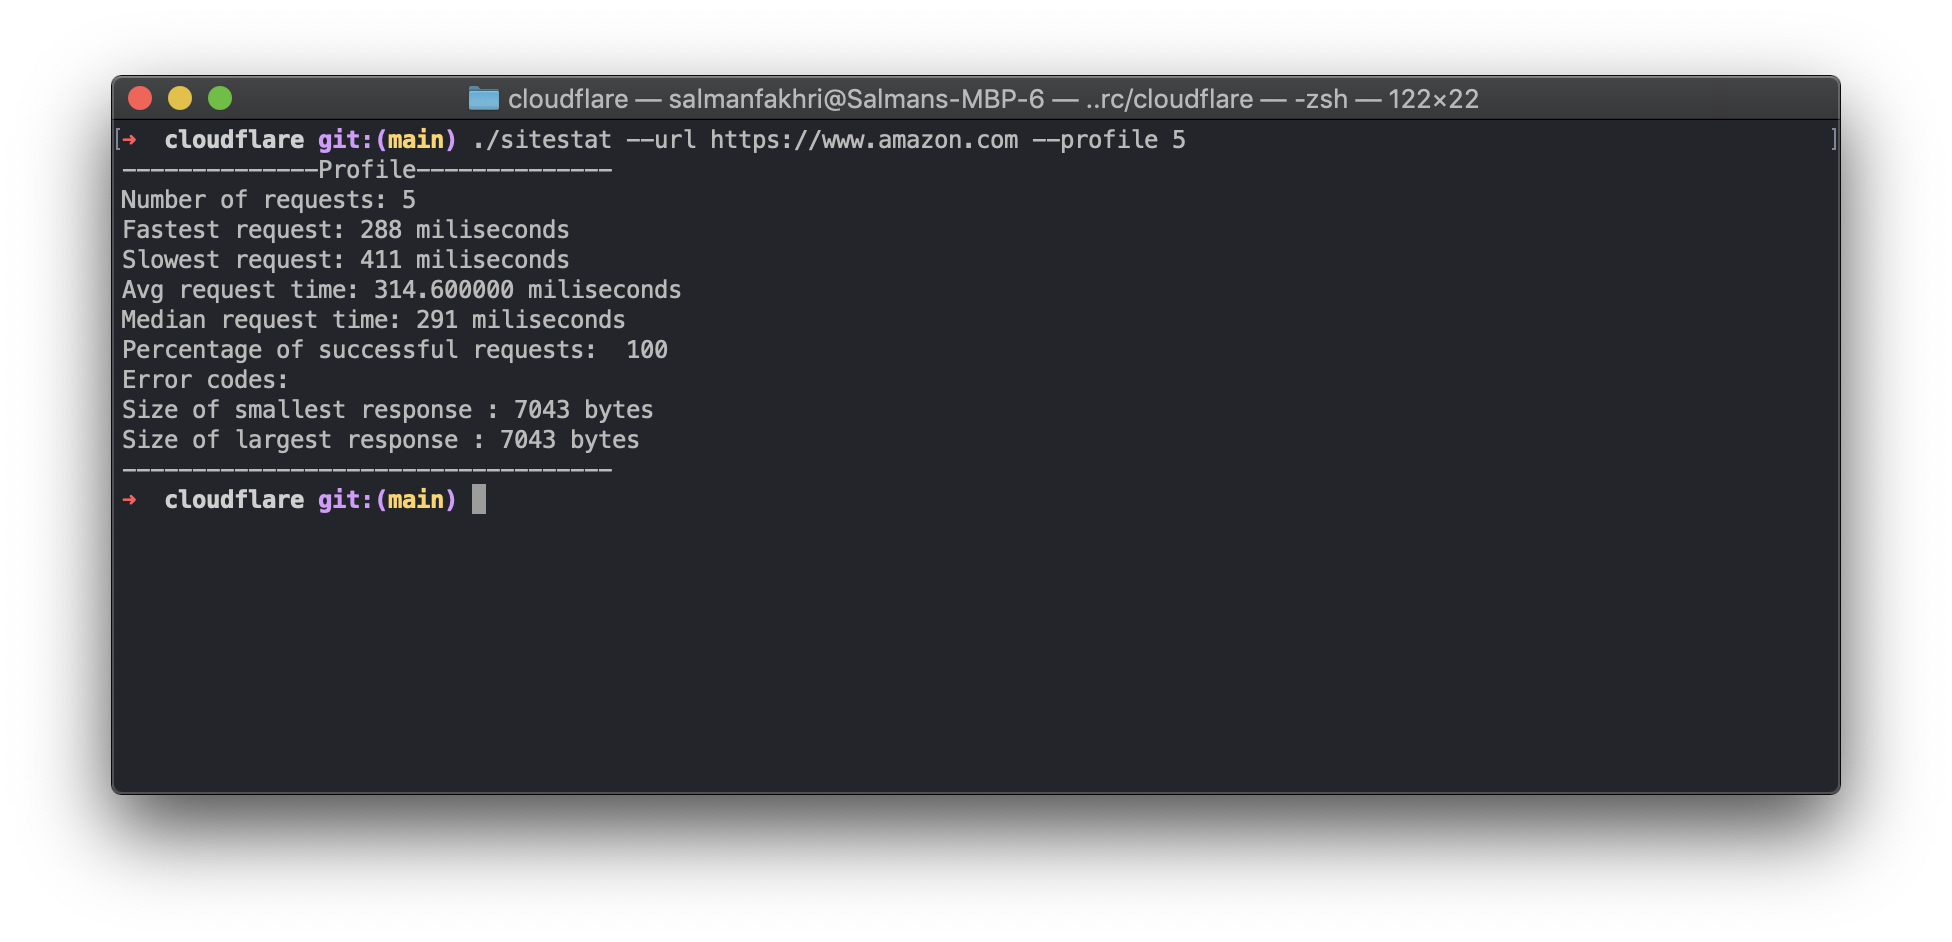 cloudflare — salmanfakhri@Salmans-MBP-6 — ..rc/cloudflare — -zsh — 122×22
[➜  cloudflare git:(main) ./sitestat --url https://www.amazon.com --profile 5 ]
--------------Profile--------------
Number of requests: 5
Fastest request: 288 miliseconds
Slowest request: 411 miliseconds
Avg request time: 314.600000 miliseconds
Median request time: 291 miliseconds
Percentage of successful requests:  100
Error codes:
Size of smallest response : 7043 bytes
Size of largest response : 7043 bytes
-----------------------------------
➜  cloudflare git:(main)